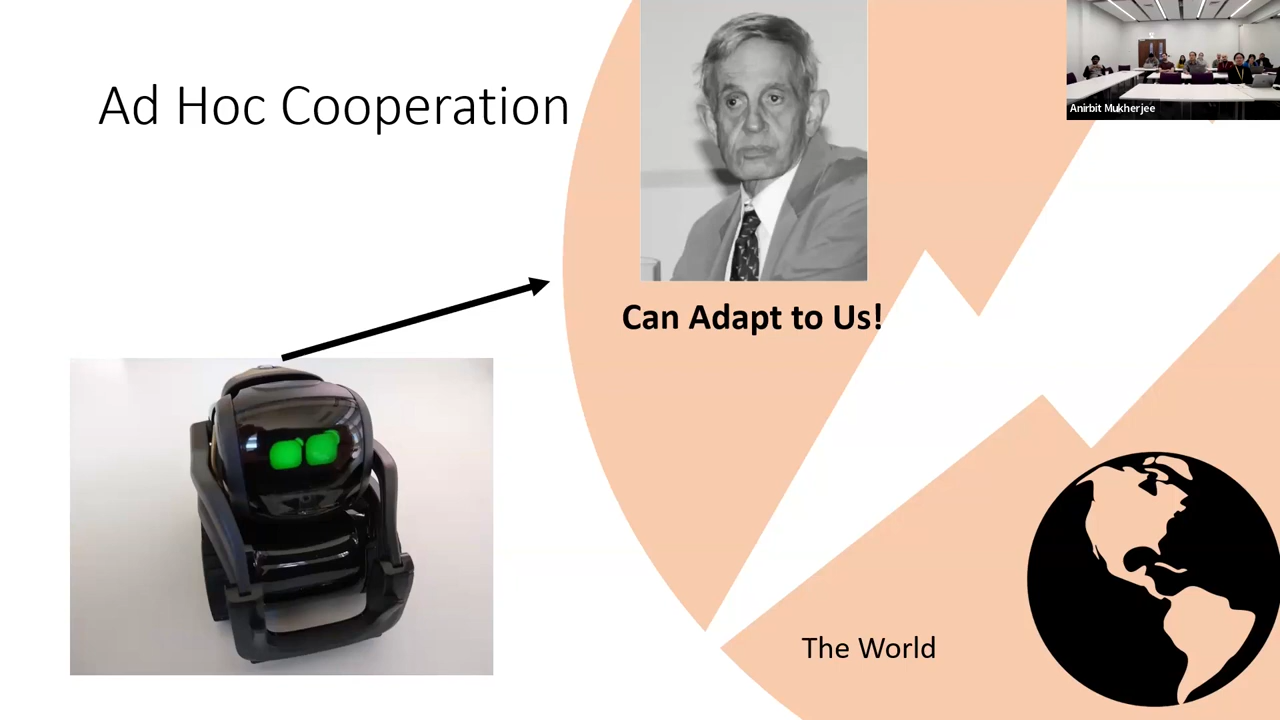 Ad Hoc Cooperation
Anirbit Mukherjee
Can Adapt to Us!
The World